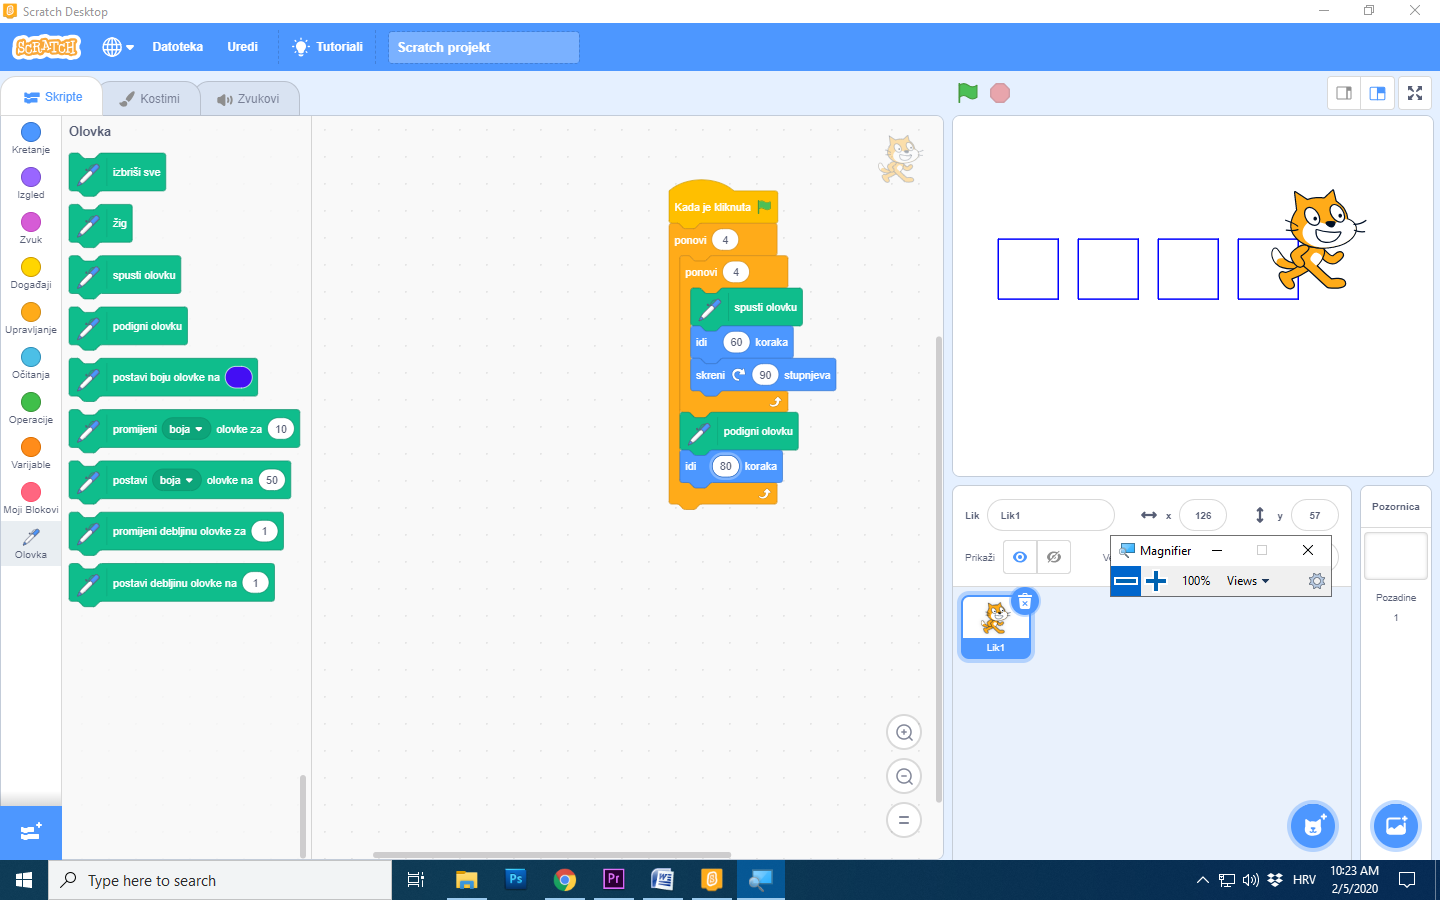 Scratch Desktop
SCRATCH
Datoteka
Uredi
Tutoriali
Scratch projekt
Skripte
Kostimi
Zvukovi
Kretanje
Izgled
Zvuk
Događaji
Upravljanje
Očitanja
Operacije
Varijable
Moji Blokovi
Olovka
Olovka
izbriši sve
žig
spusti olovku
podigni olovku
postavi boju olovke na
promijeni boja olovke za 10
postavi boja olovke na 50
promijeni debljinu olovke za 1
postavi debljinu olovke na 1
Kada je kliknuta
ponovi 4
ponovi 4
spusti olovku
idi 60 koraka
skreni 90 stupnjeva
podigni olovku
idi 80 koraka
Lik Lik1 x 126 y 57
Prikaži
Magnifier
100% Views
Lik1
Pozornica
Pozadine
1
Type here to search
Ps
Pr
W
HRV
10:23 AM
2/5/2020